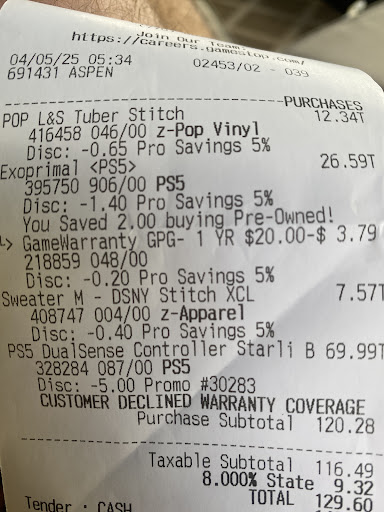 Join Our Team!
https://careers.gamestop.com/
04/05/25 05:34 02453/02 - 039
691431 ASPEN
PURCHASES
POP L&S Tuber Stitch 12.34T
416458 046/00 z-Pop Vinyl
Disc: -0.65 Pro Savings 5%
Exoprimal <PS5> 26.59T
395750 906/00 PS5
Disc: -1.40 Pro Savings 5%
You Saved 2.00 buying Pre-Owned!
GameWarranty GPG- 1 YR $20.00-$ 3.79
218859 048/00
Disc: -0.20 Pro Savings 5%
Sweater M - DSNY Stitch XCL 7.57T
408747 004/00 z-Apparel
Disc: -0.40 Pro Savings 5%
PS5 DualSense Controller Starli B 69.99T
328284 087/00 PS5
Disc: -5.00 Promo #30283
CUSTOMER DECLINED WARRANTY COVERAGE
Purchase Subtotal 120.28
Taxable Subtotal 116.49
8.000% State 9.32
TOTAL 129.60
Tender : CASH